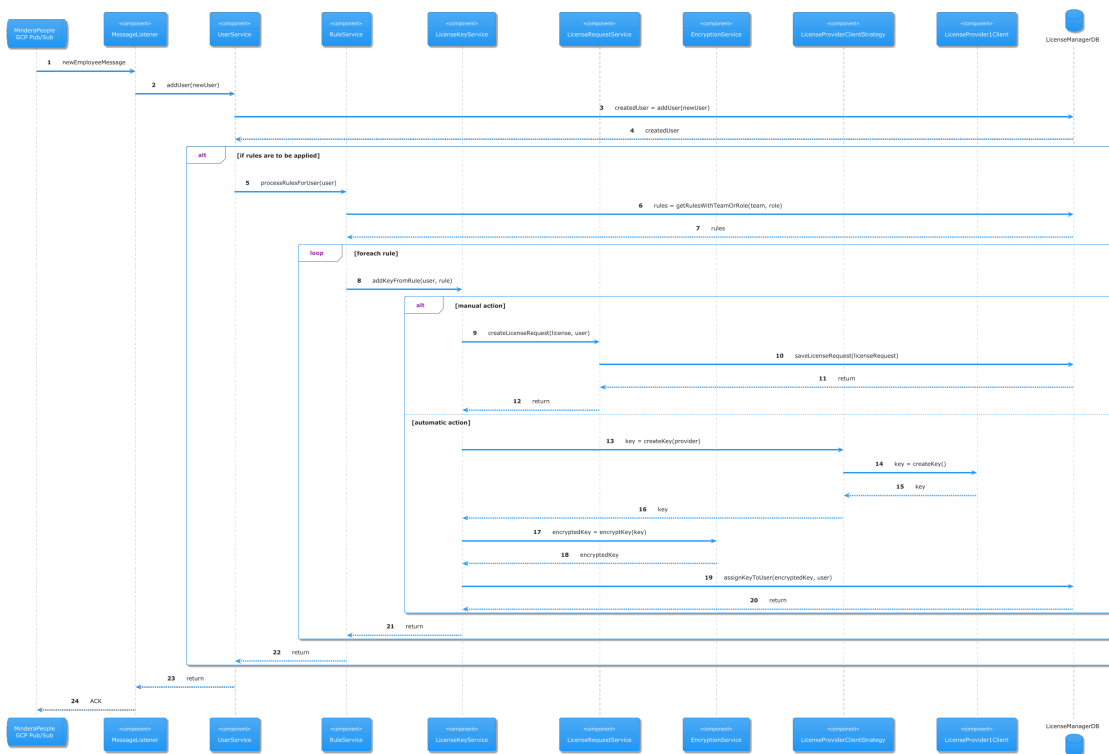 MinderaPeople
GCP Pub/Sub
«component»
MessageListener
«component»
UserService
«component»
RuleService
«component»
LicenseKeyService
«component»
LicenseRequestService
«component»
EncryptionService
«component»
LicenseProviderClientStrategy
«component»
LicenseProvider1Client
LicenseManagerDB
1 newEmployeeMessage
2 addUser(newUser)
3 createdUser = addUser(newUser)
4 createdUser
alt [if rules are to be applied]
5 processRulesForUser(user)
6 rules = getRulesWithTeamOrRole(team, role)
7 rules
loop [foreach rule]
8 addKeyFromRule(user, rule)
alt [manual action]
9 createLicenseRequest(license, user)
10 saveLicenseRequest(licenseRequest)
11 return
12 return
[automatic action]
13 key = createKey(provider)
14 key = createKey()
15 key
16 key
17 encryptedKey = encryptKey(key)
18 encryptedKey
19 assignKeyToUser(encryptedKey, user)
20 return
21 return
22 return
23 return
24 ACK
MinderaPeople
GCP Pub/Sub
«component»
MessageListener
«component»
UserService
«component»
RuleService
«component»
LicenseKeyService
«component»
LicenseRequestService
«component»
EncryptionService
«component»
LicenseProviderClientStrategy
«component»
LicenseProvider1Client
LicenseManagerDB